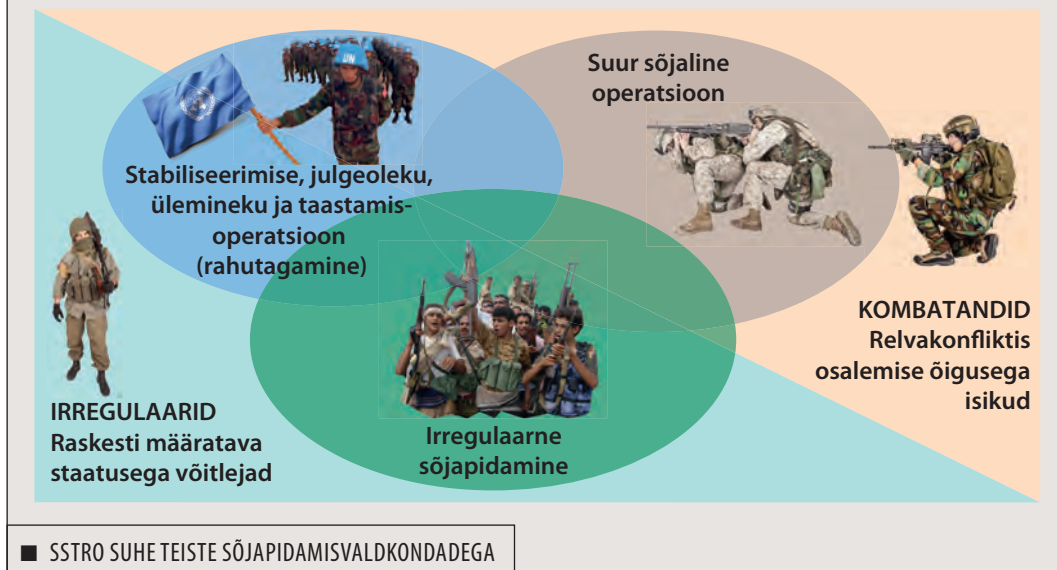 UN
Suur sõjaline
operatsioon
Stabiliseerimise, julgeoleku,
ülemineku ja taastamis-
operatsioon
(rahutagamine)
KOMBATANDID
Relvakonfliktis
osalemise õigusega
isikud
IRREGULAARID
Raskesti määratava
staatusega võitlejad
Irregulaarne
sõjapidamine
■ SSTRO SUHE TEISTE SÕJAPIDAMISVALDKONDADEGA